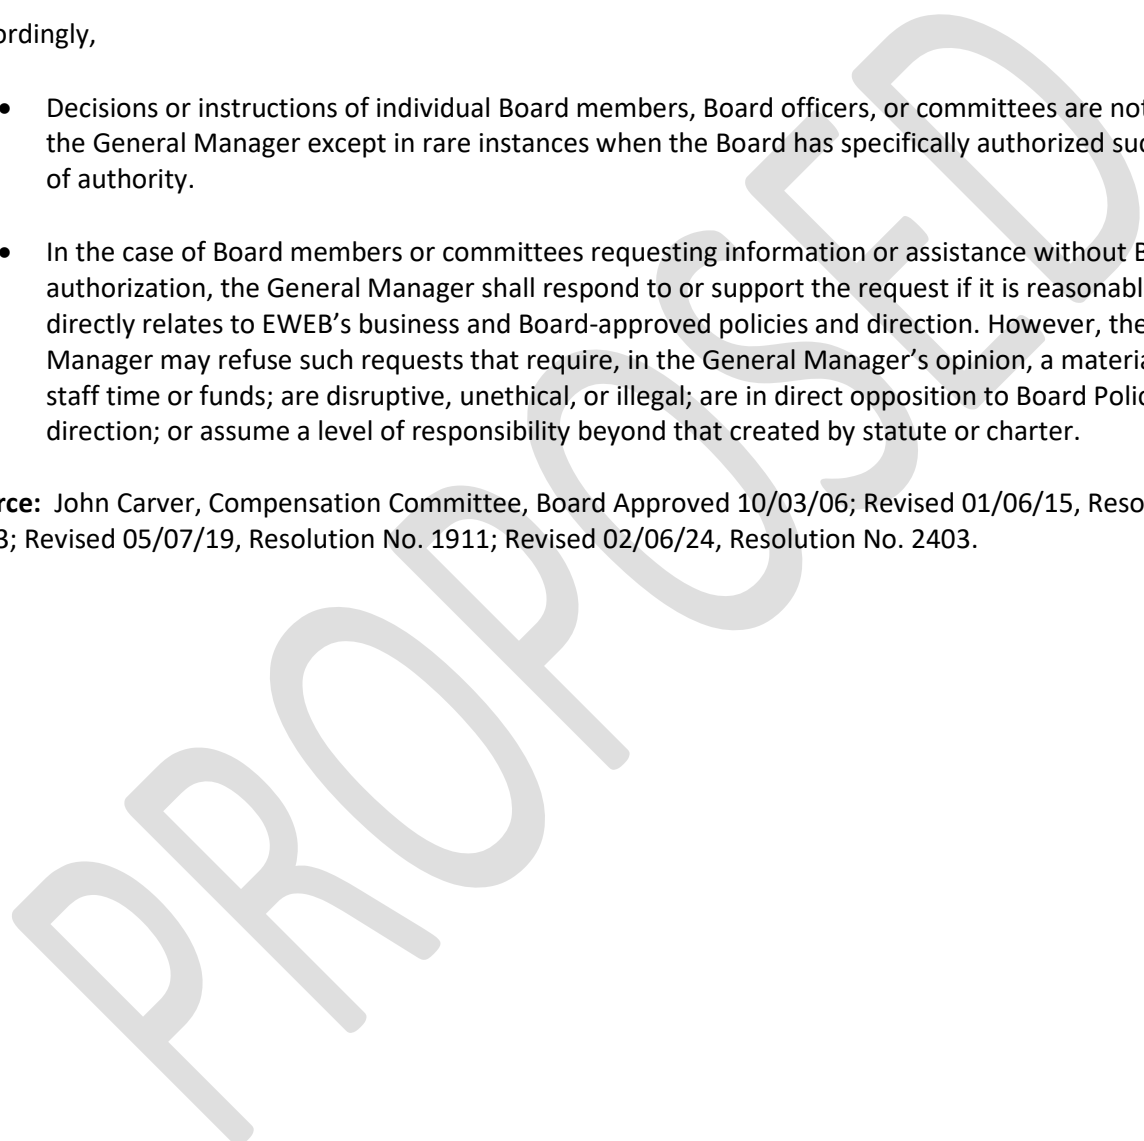 ordingly,
• Decisions or instructions of individual Board members, Board officers, or committees are not
the General Manager except in rare instances when the Board has specifically authorized suc
of authority.
• In the case of Board members or committees requesting information or assistance without B
authorization, the General Manager shall respond to or support the request if it is reasonabl
directly relates to EWEB’s business and Board-approved policies and direction. However, the
Manager may refuse such requests that require, in the General Manager’s opinion, a materia
staff time or funds; are disruptive, unethical, or illegal; are in direct opposition to Board Polic
direction; or assume a level of responsibility beyond that created by statute or charter.
rce: John Carver, Compensation Committee, Board Approved 10/03/06; Revised 01/06/15, Reso
3; Revised 05/07/19, Resolution No. 1911; Revised 02/06/24, Resolution No. 2403.
PROPOSED